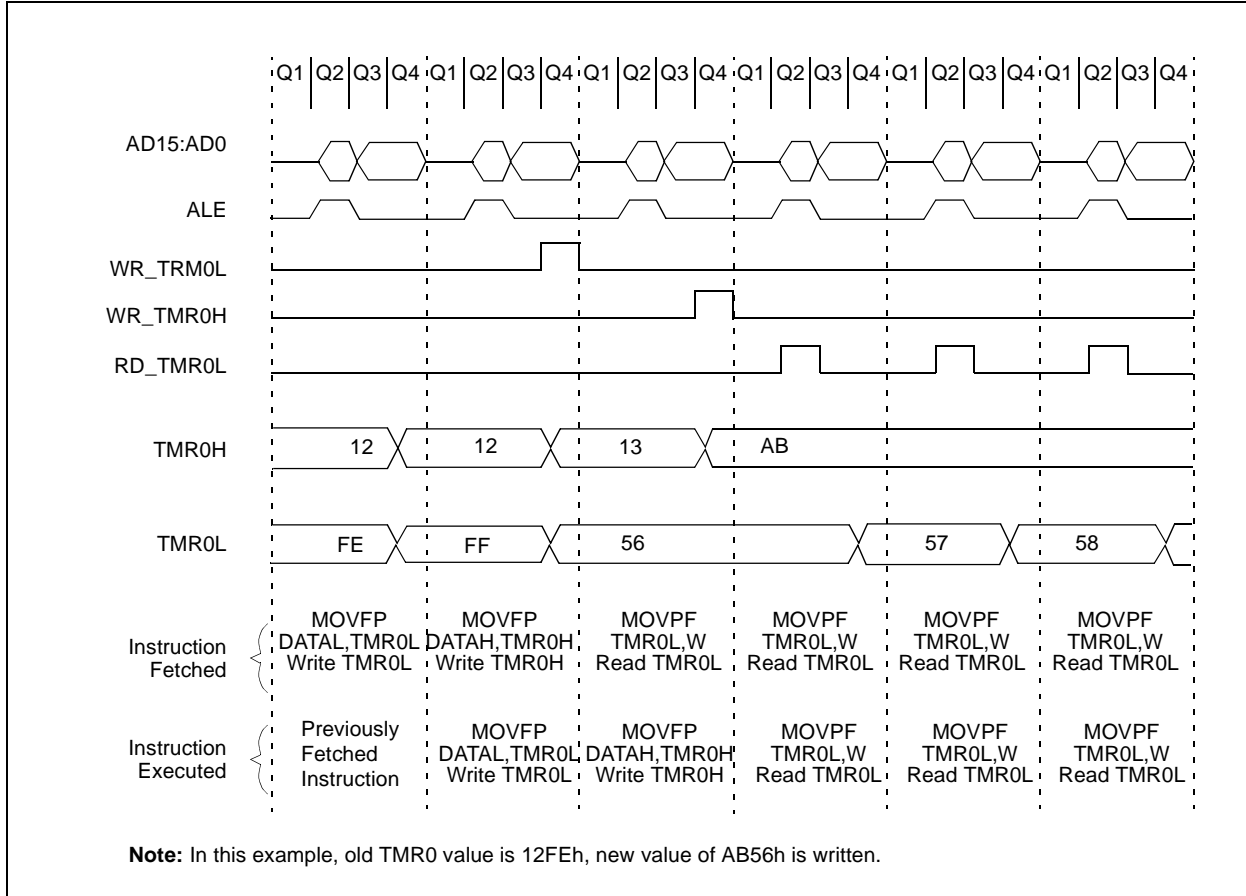 Q1 Q2 Q3 Q4 Q1 Q2 Q3 Q4 Q1 Q2 Q3 Q4 Q1 Q2 Q3 Q4 Q1 Q2 Q3 Q4 Q1 Q2 Q3 Q4
AD15:AD0
ALE
WR_TRM0L
WR_TMR0H
RD_TMR0L
TMR0H 12 12 13 AB
TMR0L FE FF 56 57 58
Instruction
Fetched
MOVFP
DATAL,TMR0L
Write TMR0L
MOVFP
DATAH,TMR0H
Write TMR0H
MOVPF
TMR0L,W
Read TMR0L
MOVPF
TMR0L,W
Read TMR0L
MOVPF
TMR0L,W
Read TMR0L
MOVPF
TMR0L,W
Read TMR0L
Instruction
Executed
Previously
Fetched
Instruction
MOVFP
DATAL,TMR0L
Write TMR0L
MOVFP
DATAH,TMR0H
Write TMR0H
MOVPF
TMR0L,W
Read TMR0L
MOVPF
TMR0L,W
Read TMR0L
MOVPF
TMR0L,W
Read TMR0L
Note: In this example, old TMR0 value is 12FEh, new value of AB56h is written.